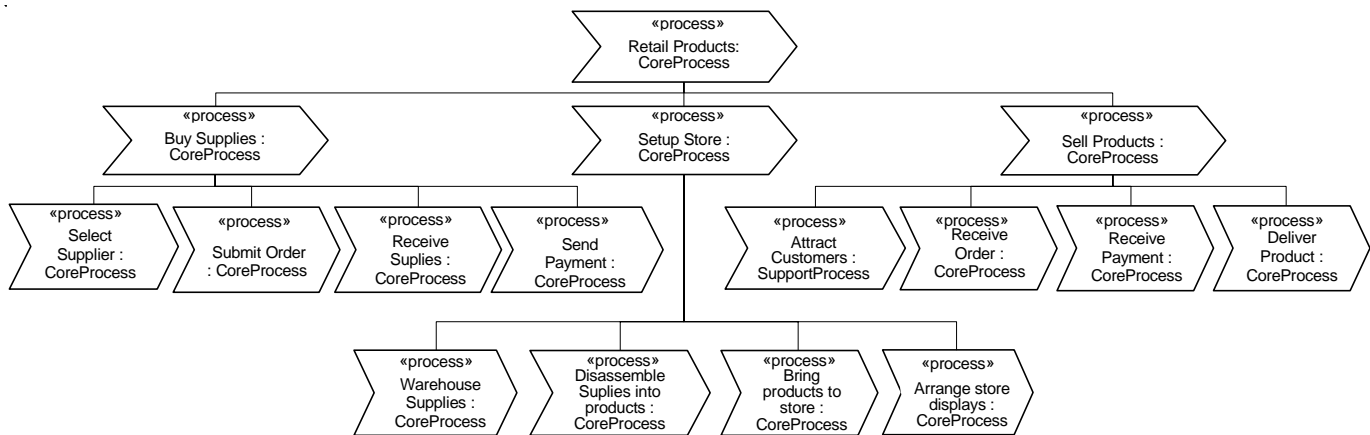 «process»
Retail Products:
CoreProcess
«process»
Buy Supplies :
CoreProcess
«process»
Setup Store :
CoreProcess
«process»
Sell Products :
CoreProcess
«process»
Select
Supplier :
CoreProcess
«process»
Submit Order
: CoreProcess
«process»
Receive
Suplies :
CoreProcess
«process»
Send
Payment :
CoreProcess
«process»
Attract
Customers :
SupportProcess
«process»
Receive
Order :
CoreProcess
«process»
Receive
Payment :
CoreProcess
«process»
Deliver
Product :
CoreProcess
«process»
Warehouse
Supplies :
CoreProcess
«process»
Disassemble
Suplies into
products :
CoreProcess
«process»
Bring
products to
store :
CoreProcess
«process»
Arrange store
displays :
CoreProcess